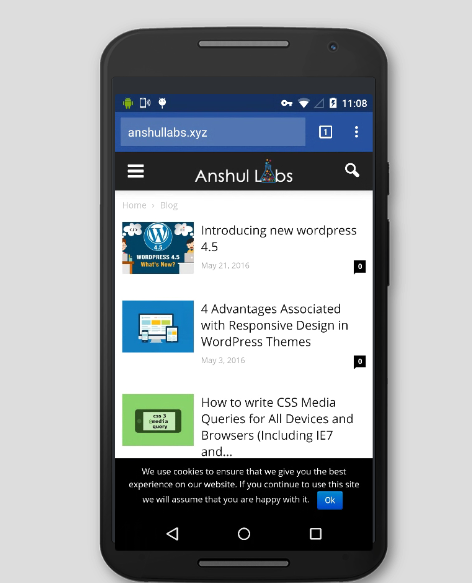 11:08
anshullabs.xyz
1
Anshul Labs
Home › Blog
WORDPRESS 4.5
What's New?
Introducing new wordpress
4.5
May 21, 2016
0
4 Advantages Associated
with Responsive Design in
WordPress Themes
May 3, 2016
0
css 3
media
query
How to write CSS Media
Queries for All Devices and
Browsers (Including IE7
and...
We use cookies to ensure that we give you the best
experience on our website. If you continue to use this site
we will assume that you are happy with it.
Ok